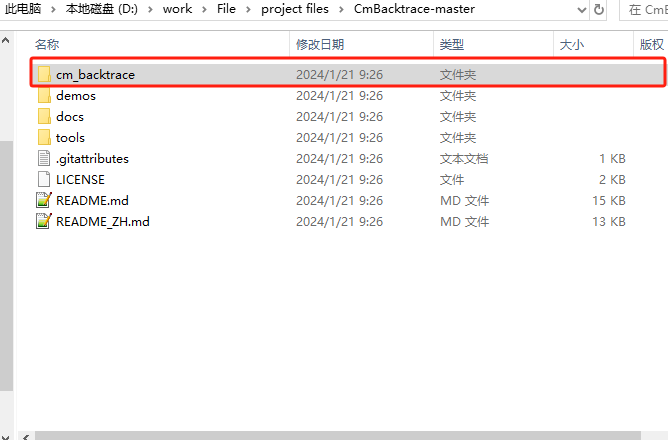 此电脑 › 本地磁盘 (D:) › work › File › project files › CmBacktrace-master 在 CmB
名称 修改日期 类型 大小 版权
cm_backtrace 2024/1/21 9:26 文件夹
demos 2024/1/21 9:26 文件夹
docs 2024/1/21 9:26 文件夹
tools 2024/1/21 9:26 文件夹
.gitattributes 2024/1/21 9:26 文本文档 1 KB
LICENSE 2024/1/21 9:26 文件 2 KB
README.md 2024/1/21 9:26 MD 文件 15 KB
README_ZH.md 2024/1/21 9:26 MD 文件 13 KB